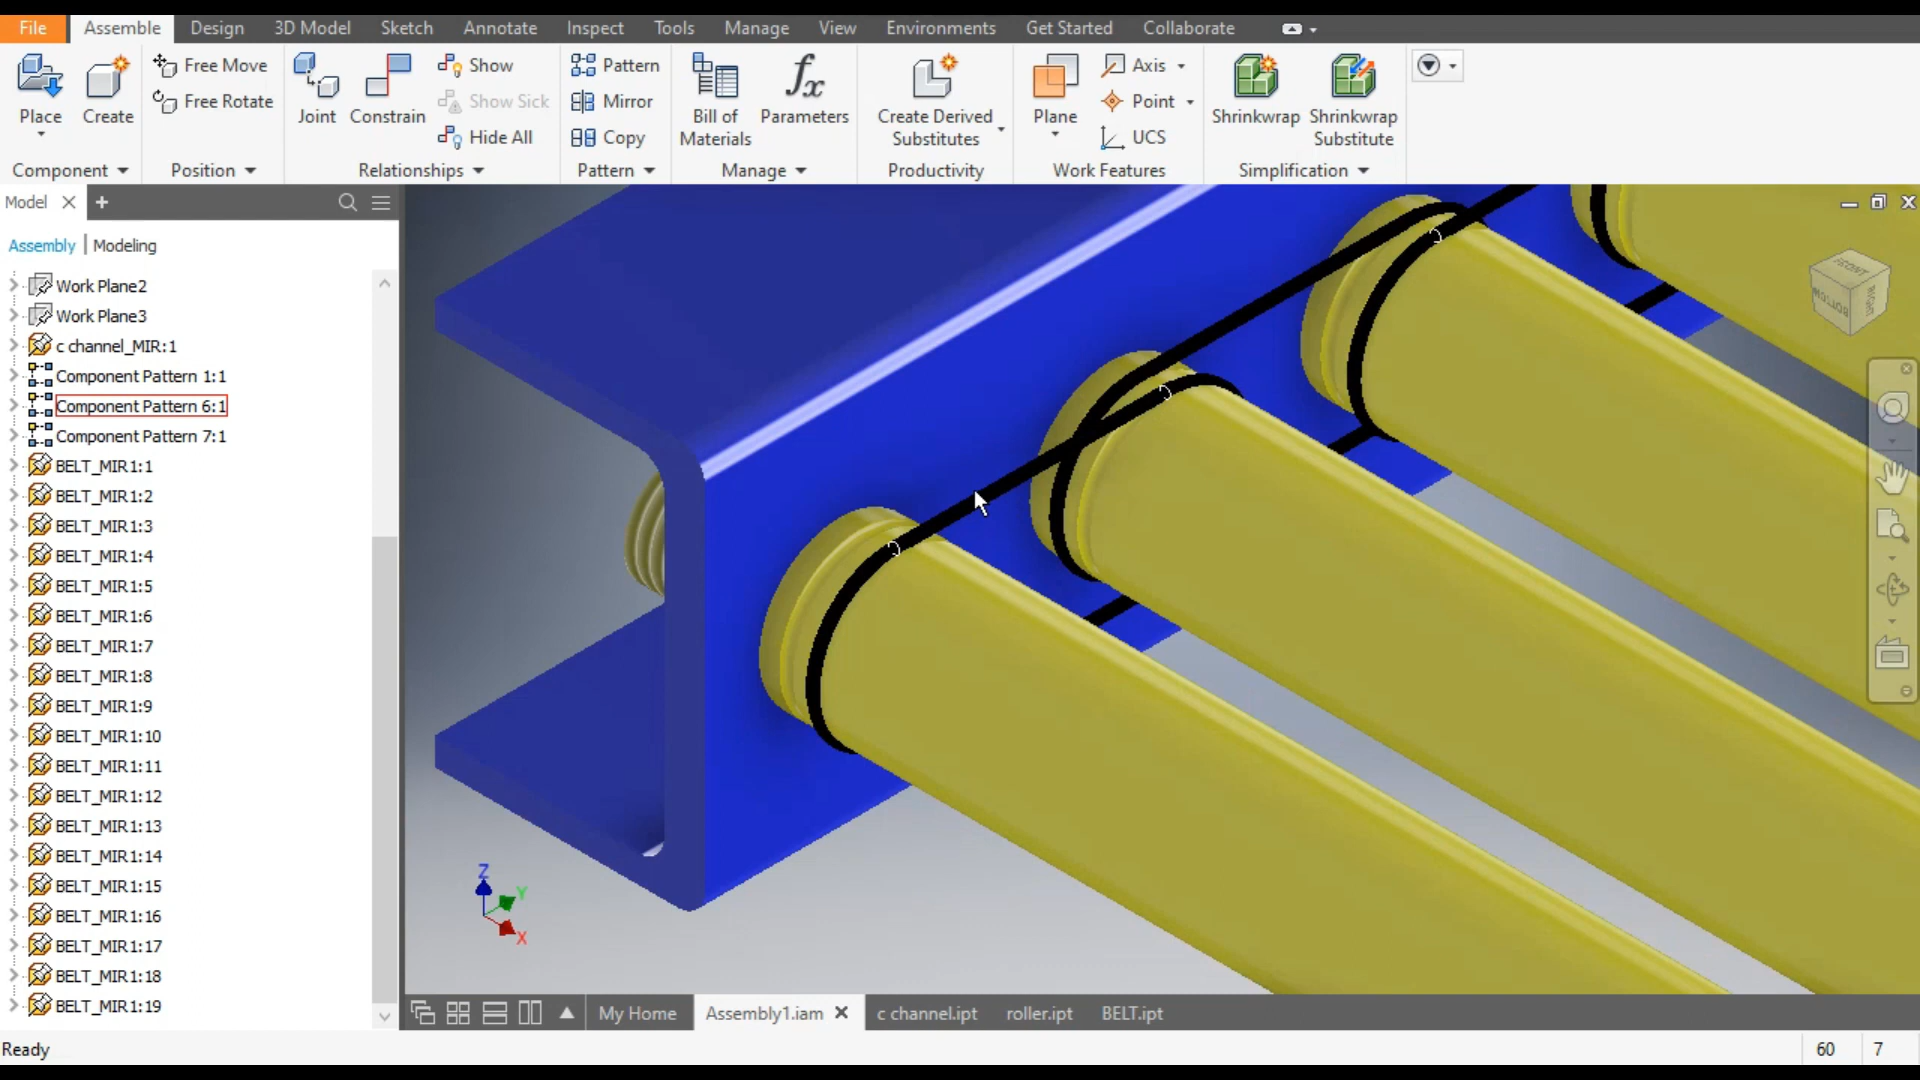 File Assemble Design 3D Model Sketch Annotate Inspect Tools Manage View Environments Get Started Collaborate
Place
Create
Free Move
Free Rotate
Joint
Constrain
Show
Show Sick
Hide All
Pattern
Mirror
Copy
Bill of
Materials
fx
Parameters
Create Derived
Substitutes
Plane
Axis
Point
UCS
Shrinkwrap
Shrinkwrap
Substitute
Component Position Relationships Pattern Manage Productivity Work Features Simplification
Model
Assembly | Modeling
Work Plane2
Work Plane3
c channel_MIR:1
Component Pattern 1:1
Component Pattern 6:1
Component Pattern 7:1
BELT_MIR1:1
BELT_MIR1:2
BELT_MIR1:3
BELT_MIR1:4
BELT_MIR1:5
BELT_MIR1:6
BELT_MIR1:7
BELT_MIR1:8
BELT_MIR1:9
BELT_MIR1:10
BELT_MIR1:11
BELT_MIR1:12
BELT_MIR1:13
BELT_MIR1:14
BELT_MIR1:15
BELT_MIR1:16
BELT_MIR1:17
BELT_MIR1:18
BELT_MIR1:19
FRONT
BOTTOM
RIGHT
Z
Y
X
My Home Assembly1.iam c channel.ipt roller.ipt BELT.ipt
Ready
60 7